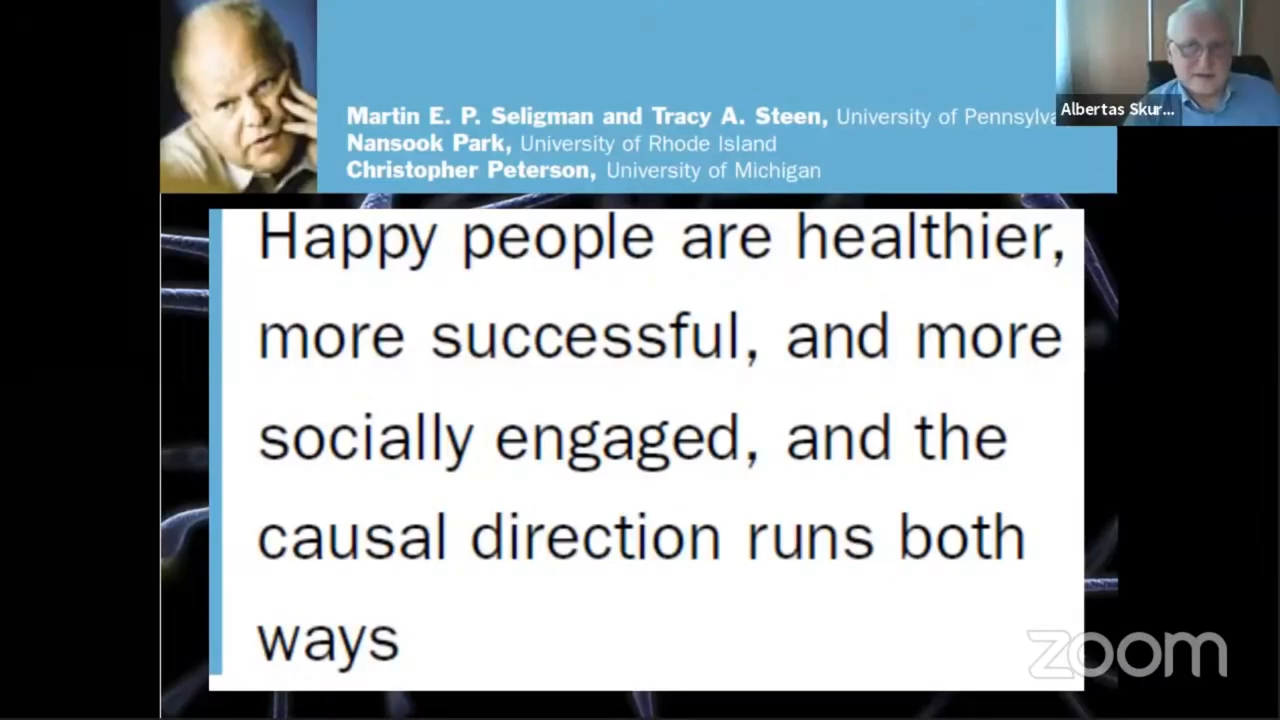 Martin E. P. Seligman and Tracy A. Steen, University of Pennsylva
Nansook Park, University of Rhode Island
Christopher Peterson, University of Michigan
Albertas Skur...
Happy people are healthier,
more successful, and more
socially engaged, and the
causal direction runs both
ways
zoom